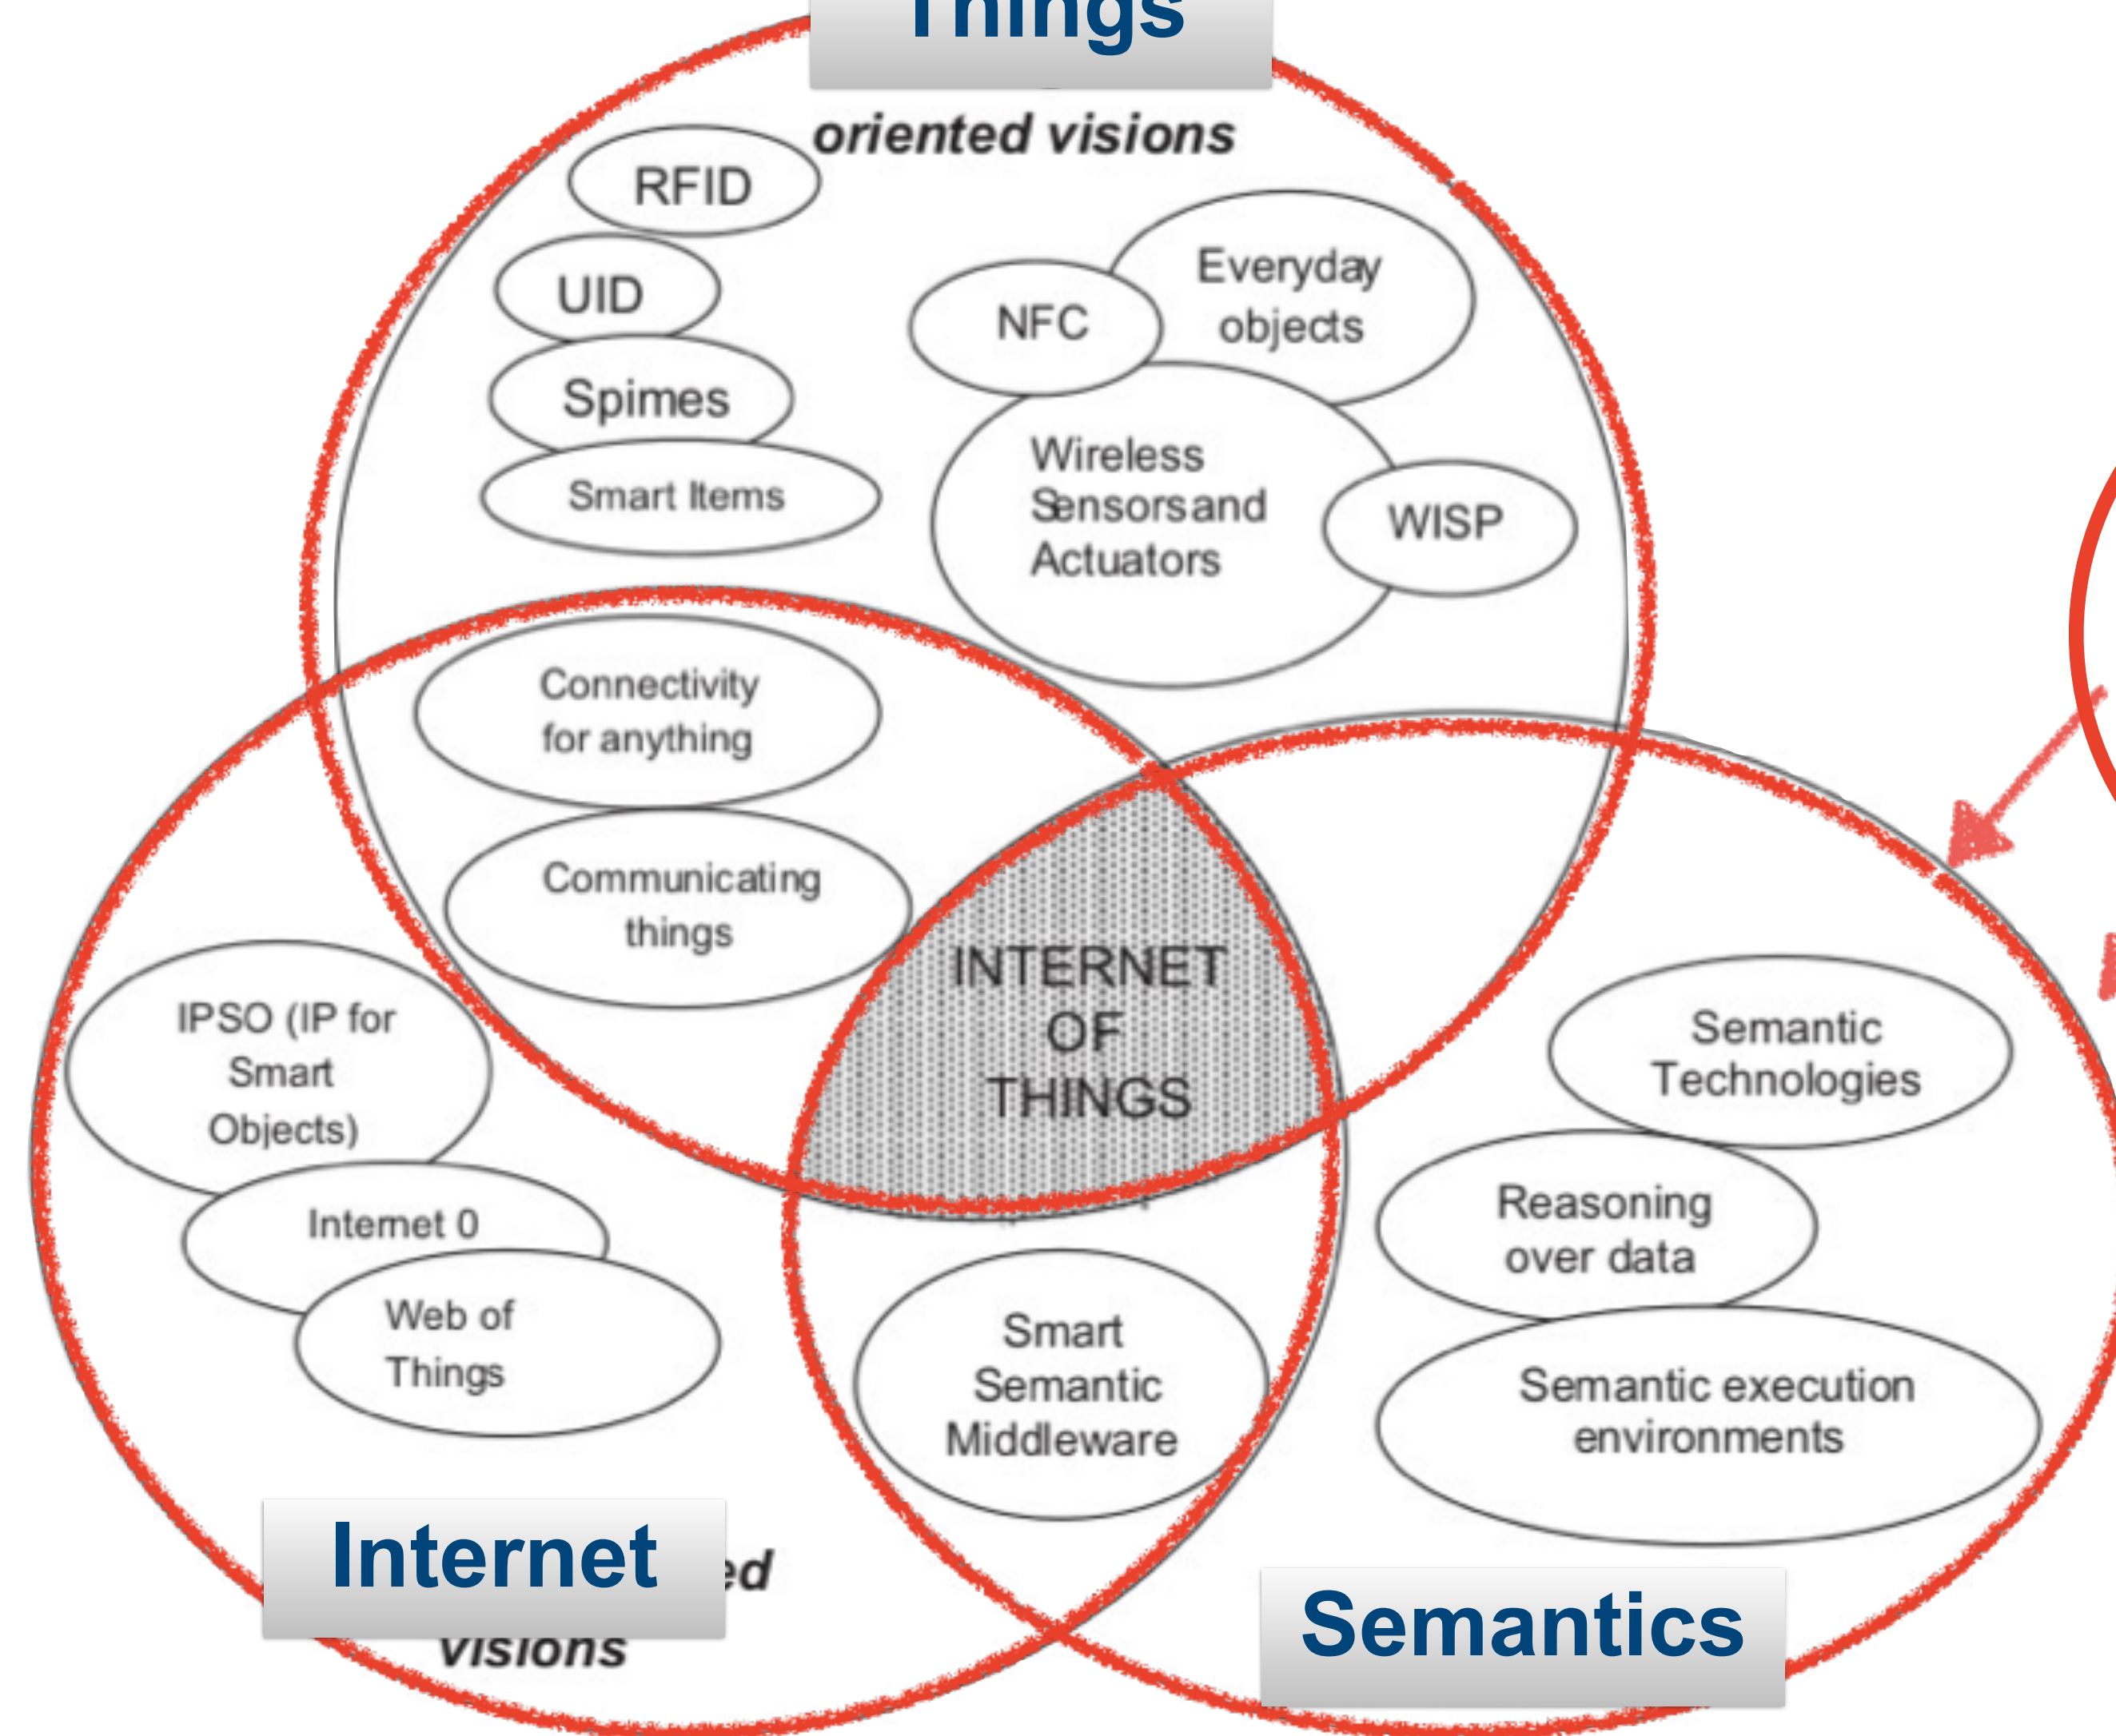 Things
oriented visions
RFID
UID
Spimes
Smart Items
NFC
Everyday
objects
Wireless
Sensors and
Actuators
WISP
Connectivity
for anything
Communicating
things
INTERNET
OF
THINGS
IPSO (IP for
Smart
Objects)
Internet 0
Web of
Things
Smart
Semantic
Middleware
Semantic
Technologies
Reasoning
over data
Semantic execution
environments
Internet
visions
Semantics